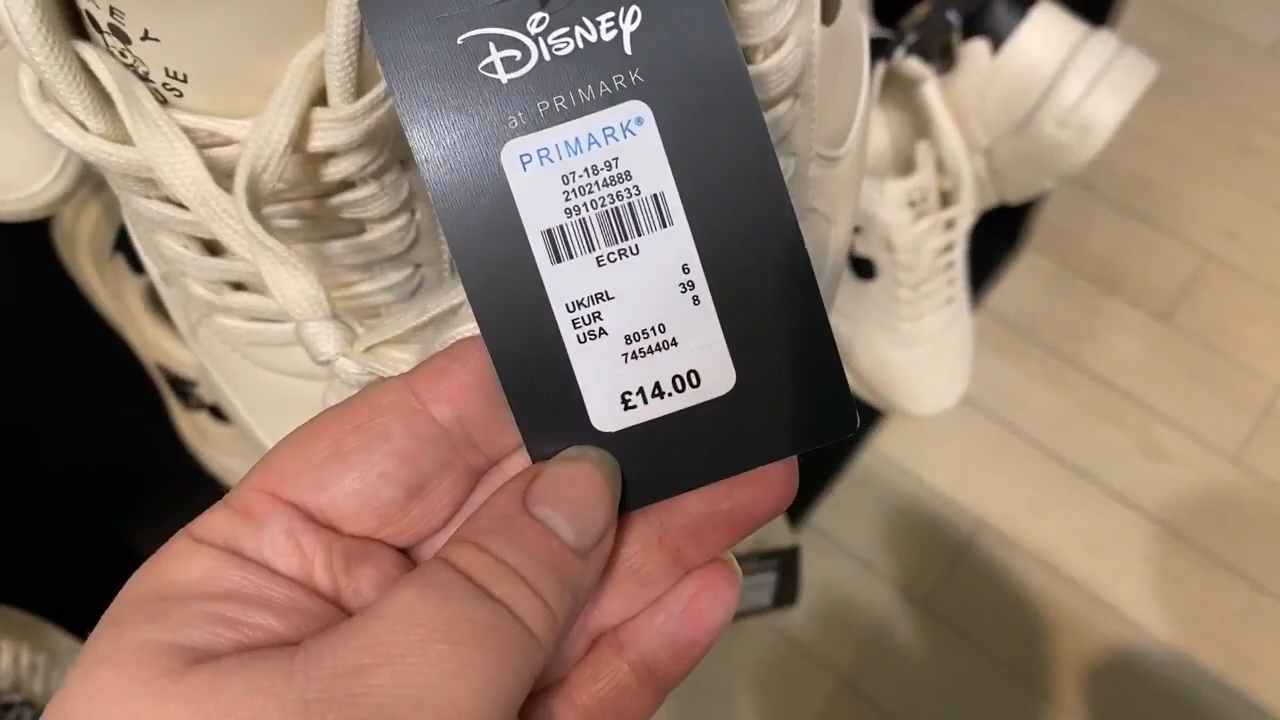 DISNEY
at PRIMARK
PRIMARK®
07-18-97
210214888
991023633
ECRU
UK/IRL 6
EUR 39
USA 8
80510
7454404
£14.00